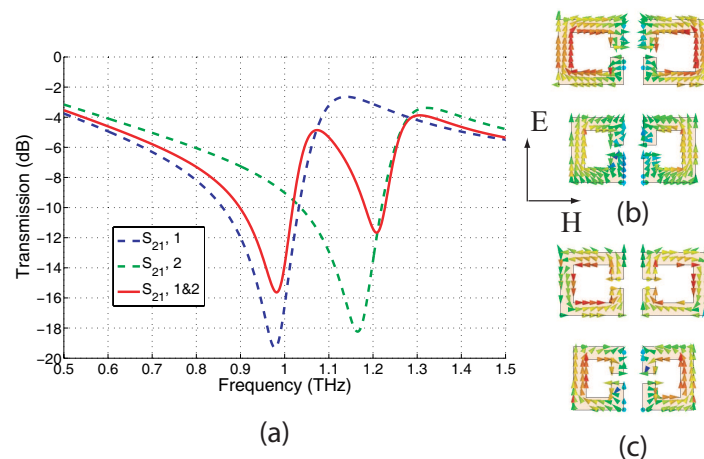 0
−2
−4
−6
−8
−10
−12
−14
−16
−18
−20
Transmission (dB)
S21, 1
S21, 2
S21, 1&2
0.5 0.6 0.7 0.8 0.9 1 1.1 1.2 1.3 1.4 1.5
Frequency (THz)
(a)
E
H
(b)
(c)